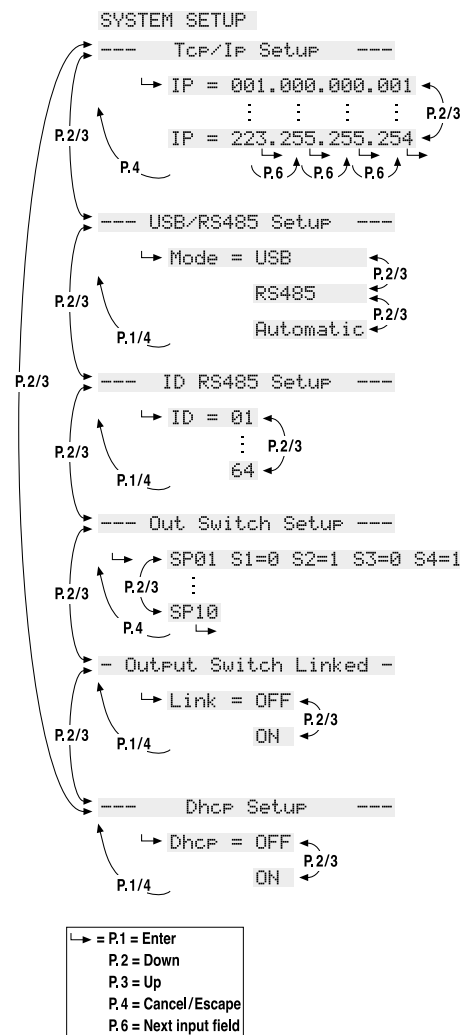 SYSTEM SETUP
--- Tcp/Ip Setup ---
IP = 001.000.000.001
P.2/3
IP = 223.255.255.254
P.2/3
P.4
P.6 P.6 P.6
--- USB/RS485 Setup ---
Mode = USB
P.2/3
RS485
P.2/3
P.2/3
Automatic
P.1/4
P.2/3
--- ID RS485 Setup ---
ID = 01
P.2/3
P.2/3
64
P.1/4
--- Out Switch Setup ---
SP01 S1=0 S2=1 S3=0 S4=1
P.2/3
P.2/3
SP10
P.4
- Output Switch Linked -
Link = OFF
P.2/3
P.2/3
ON
P.1/4
--- Dhcp Setup ---
Dhcp = OFF
P.2/3
ON
P.1/4
= P.1 = Enter
P.2 = Down
P.3 = Up
P.4 = Cancel/Escape
P.6 = Next input field